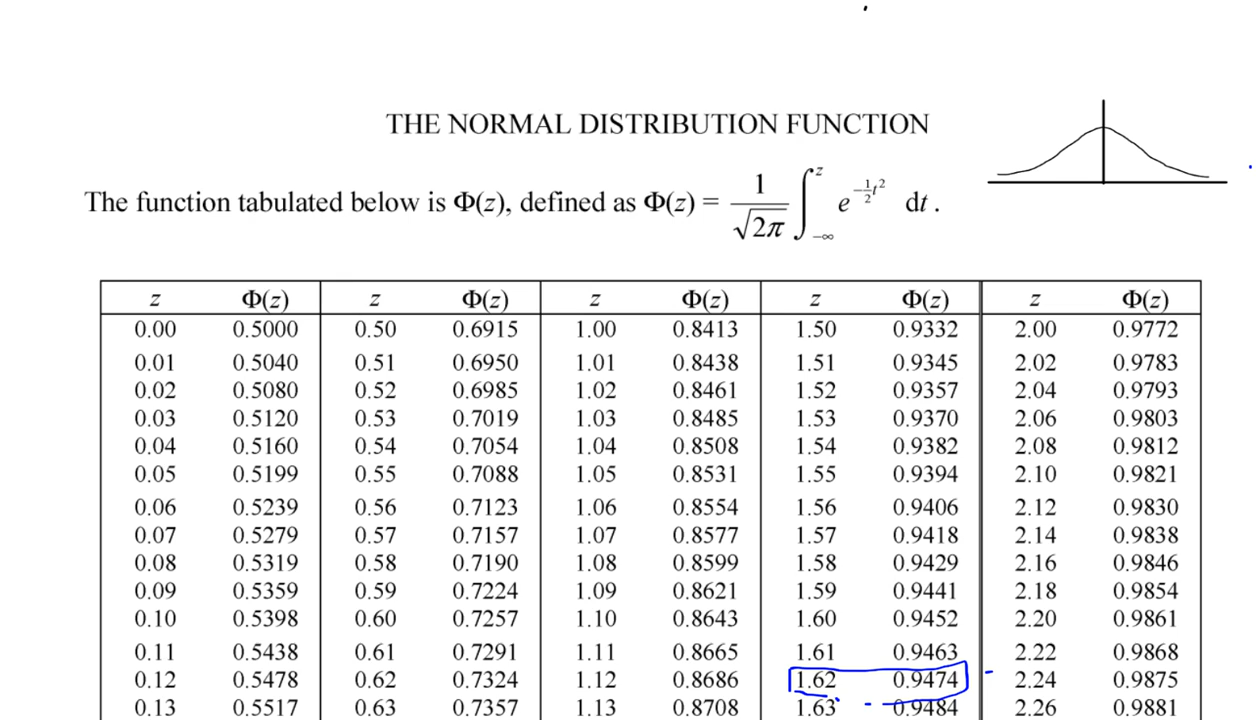 THE NORMAL DISTRIBUTION FUNCTION
The function tabulated below is Φ(z), defined as Φ(z) = 1/√2π ∫_{-∞}^{z} e^{-½t²} dt .
z Φ(z) z Φ(z) z Φ(z) z Φ(z) z Φ(z)
0.00 0.5000 0.50 0.6915 1.00 0.8413 1.50 0.9332 2.00 0.9772
0.01 0.5040 0.51 0.6950 1.01 0.8438 1.51 0.9345 2.02 0.9783
0.02 0.5080 0.52 0.6985 1.02 0.8461 1.52 0.9357 2.04 0.9793
0.03 0.5120 0.53 0.7019 1.03 0.8485 1.53 0.9370 2.06 0.9803
0.04 0.5160 0.54 0.7054 1.04 0.8508 1.54 0.9382 2.08 0.9812
0.05 0.5199 0.55 0.7088 1.05 0.8531 1.55 0.9394 2.10 0.9821
0.06 0.5239 0.56 0.7123 1.06 0.8554 1.56 0.9406 2.12 0.9830
0.07 0.5279 0.57 0.7157 1.07 0.8577 1.57 0.9418 2.14 0.9838
0.08 0.5319 0.58 0.7190 1.08 0.8599 1.58 0.9429 2.16 0.9846
0.09 0.5359 0.59 0.7224 1.09 0.8621 1.59 0.9441 2.18 0.9854
0.10 0.5398 0.60 0.7257 1.10 0.8643 1.60 0.9452 2.20 0.9861
0.11 0.5438 0.61 0.7291 1.11 0.8665 1.61 0.9463 2.22 0.9868
0.12 0.5478 0.62 0.7324 1.12 0.8686 1.62 0.9474 2.24 0.9875
0.13 0.5517 0.63 0.7357 1.13 0.8708 1.63 0.9484 2.26 0.9881